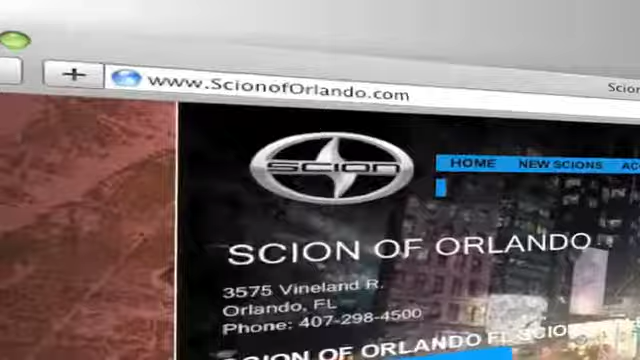 www.ScionofOrlando.com
Scion
SCION
HOME NEW SCIONS
SCION OF ORLANDO
3575 Vineland R.
Orlando, FL
Phone: 407-298-4500
SCION OF ORLANDO FL SCION